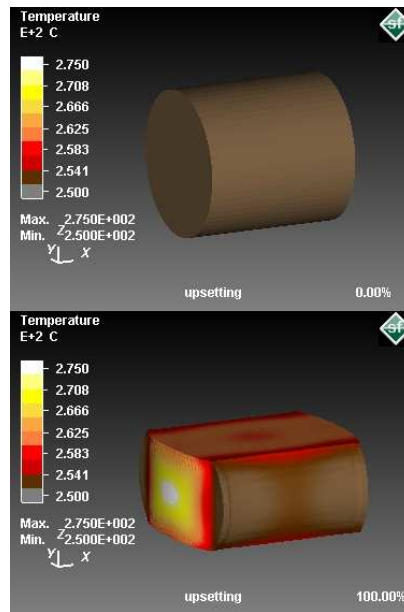 Temperature
E+2 C
sf
2.750
2.708
2.666
2.625
2.583
2.541
2.500
Max. 2.750E+002
Min. 2.500E+002
Z
Y X
upsetting 0.00%
Temperature
E+2 C
sf
2.750
2.708
2.666
2.625
2.583
2.541
2.500
Max. 2.750E+002
Min. 2.500E+002
Z
Y X
upsetting 100.00%